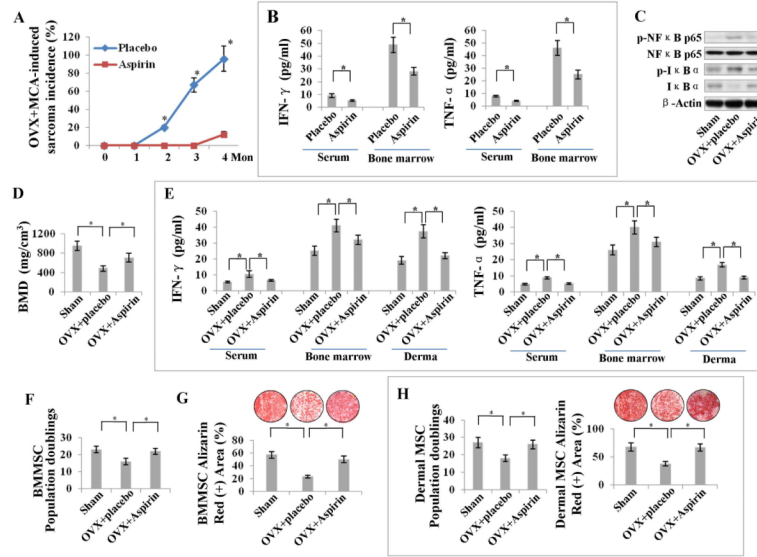 A
OVX+MCA-induced
sarcoma incidence (%)
120
100
80
60
40
20
0
Placebo
Aspirin
*
*
*
0 1 2 3 4 Mon
B
IFN-γ (pg/ml)
60
50
40
30
20
10
0
*
*
Placebo
Aspirin
Placebo
Aspirin
Serum
Bone marrow
TNF-α (pg/ml)
60
50
40
30
20
10
0
*
*
Placebo
Aspirin
Placebo
Aspirin
Serum
Bone marrow
C
p-NFκB p65
NFκB p65
p-IκBα
IκBα
β-Actin
Sham
OVX+placebo
OVX+Aspirin
D
BMD (mg/cm³)
1200
800
400
0
*
*
Sham
OVX+placebo
OVX+Aspirin
E
IFN-γ (pg/ml)
50
40
30
20
10
0
*
*
*
*
*
*
Sham
OVX+placebo
OVX+Aspirin
Sham
OVX+placebo
OVX+Aspirin
Sham
OVX+placebo
OVX+Aspirin
Serum
Bone marrow
Derma
TNF-α (pg/ml)
50
40
30
20
10
0
*
*
*
*
*
*
Sham
OVX+placebo
OVX+Aspirin
Sham
OVX+placebo
OVX+Aspirin
Sham
OVX+placebo
OVX+Aspirin
Serum
Bone marrow
Derma
F
BMMSC
Population doublings
30
20
10
0
*
*
Sham
OVX+placebo
OVX+Aspirin
G
BMMSC Alizarin
Red (+) Area (%)
80
60
40
20
0
*
*
Sham
OVX+placebo
OVX+Aspirin
H
Dermal MSC
Population doublings
40
30
20
10
0
*
*
Sham
OVX+placebo
OVX+Aspirin
Dermal MSC Alizarin
Red (+) Area (%)
100
50
0
*
*
Sham
OVX+placebo
OVX+Aspirin